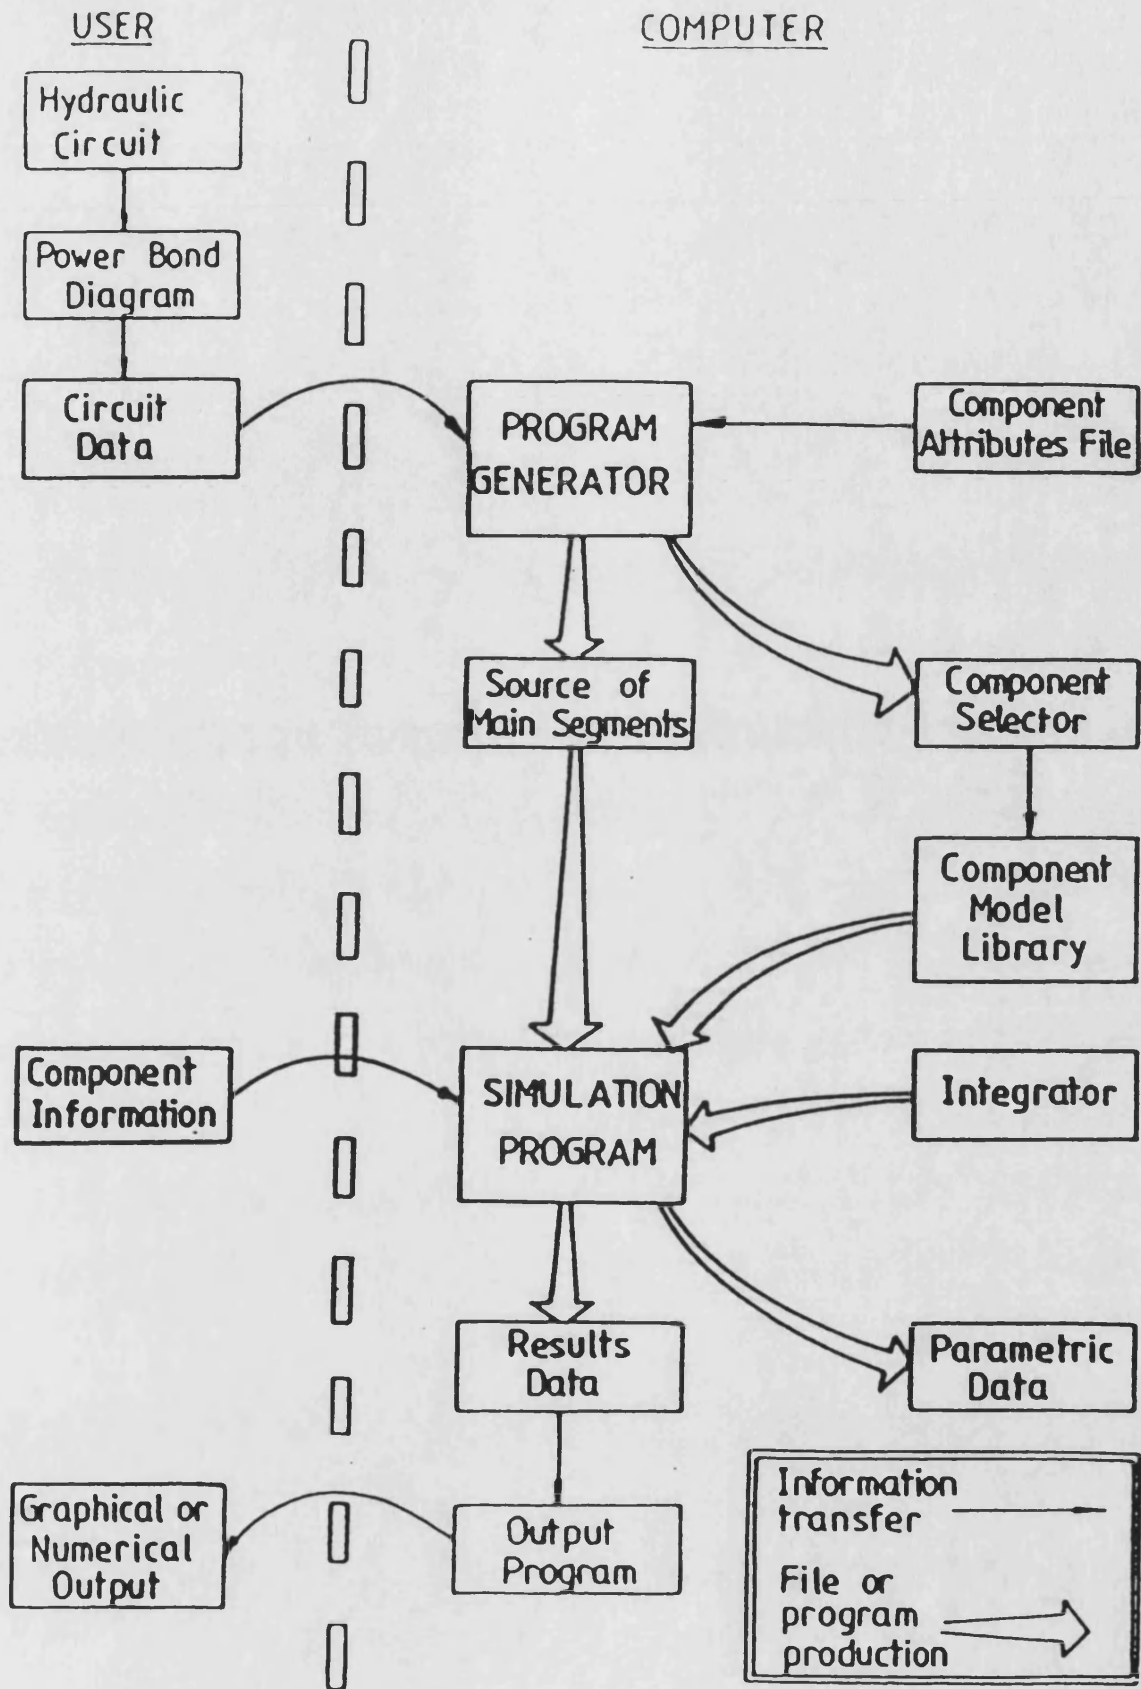 USER
COMPUTER
Hydraulic
Circuit
Power Bond
Diagram
Circuit
Data
PROGRAM
GENERATOR
Component
Attributes File
Source of
Main Segments
Component
Selector
Component
Model
Library
Component
Information
SIMULATION
PROGRAM
Integrator
Results
Data
Parametric
Data
Graphical or
Numerical
Output
Output
Program
Information
transfer
File or
program
production